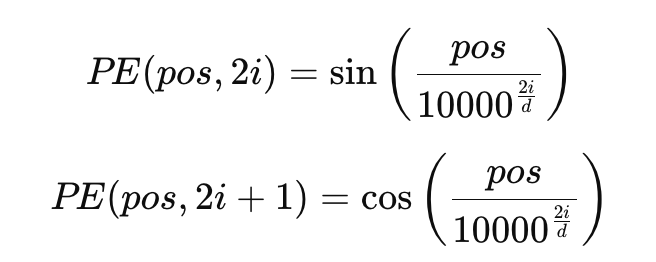 PE(pos, 2i) = sin ( pos / 10000^(2i/d) )
PE(pos, 2i + 1) = cos ( pos / 10000^(2i/d) )